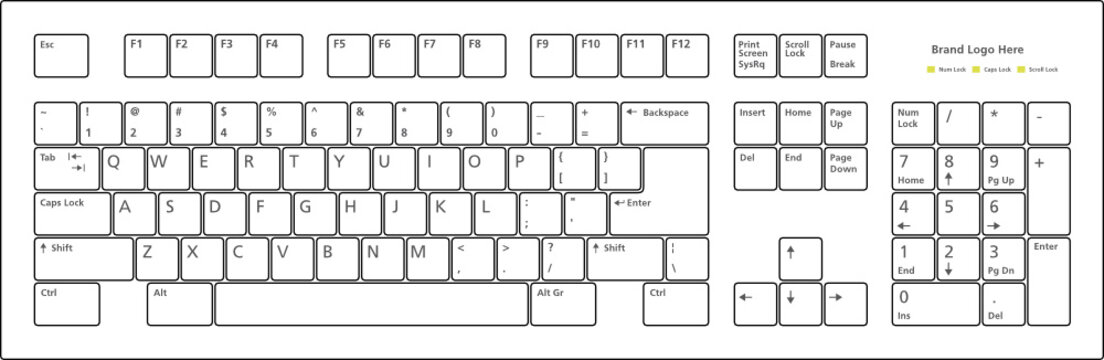 Esc F1 F2 F3 F4 F5 F6 F7 F8 F9 F10 F11 F12 Print Scroll Pause
Screen Lock
SysRq Break
Brand Logo Here
Num Lock Caps Lock Scroll Lock
~ ! @ # $ % ^ & * ( ) _ + ← Backspace Insert Home Page Num / * -
` 1 2 3 4 5 6 7 8 9 0 - = Up Lock
Tab |← Q W E R T Y U I O P { } Del End Page 7 8 9 +
→| [ ] Down Home ↑ Pg Up
Caps Lock A S D F G H J K L : " ↵ Enter 4 5 6
; ' ← →
↑ Shift Z X C V B N M < > ? ↑ Shift ¦ ↑ 1 2 3 Enter
, . / \ End ↓ Pg Dn
Ctrl Alt Alt Gr Ctrl ← ↓ → 0 .
Ins Del